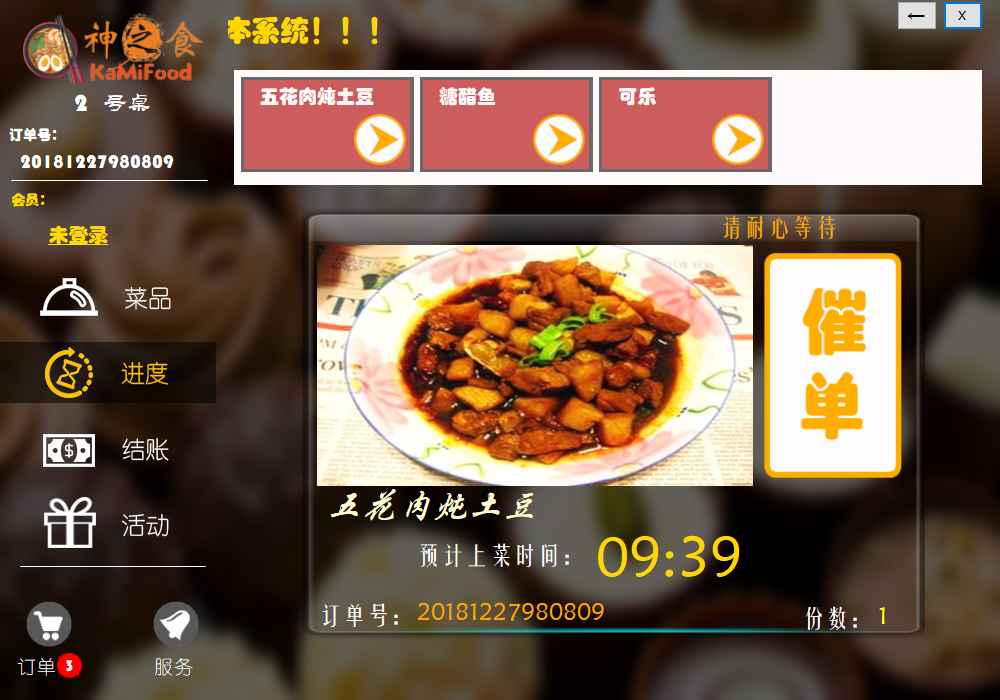 本系统！！！
←
X
神之食
KaMiFood
2 号桌
订单号：
20181227980809
会员：
未登录
菜品
进度
结账
活动
订单 3
服务
五花肉炖土豆
糖醋鱼
可乐
请耐心等待
催单
五花肉炖土豆
预计上菜时间： 09:39
订单号： 20181227980809
份数： 1